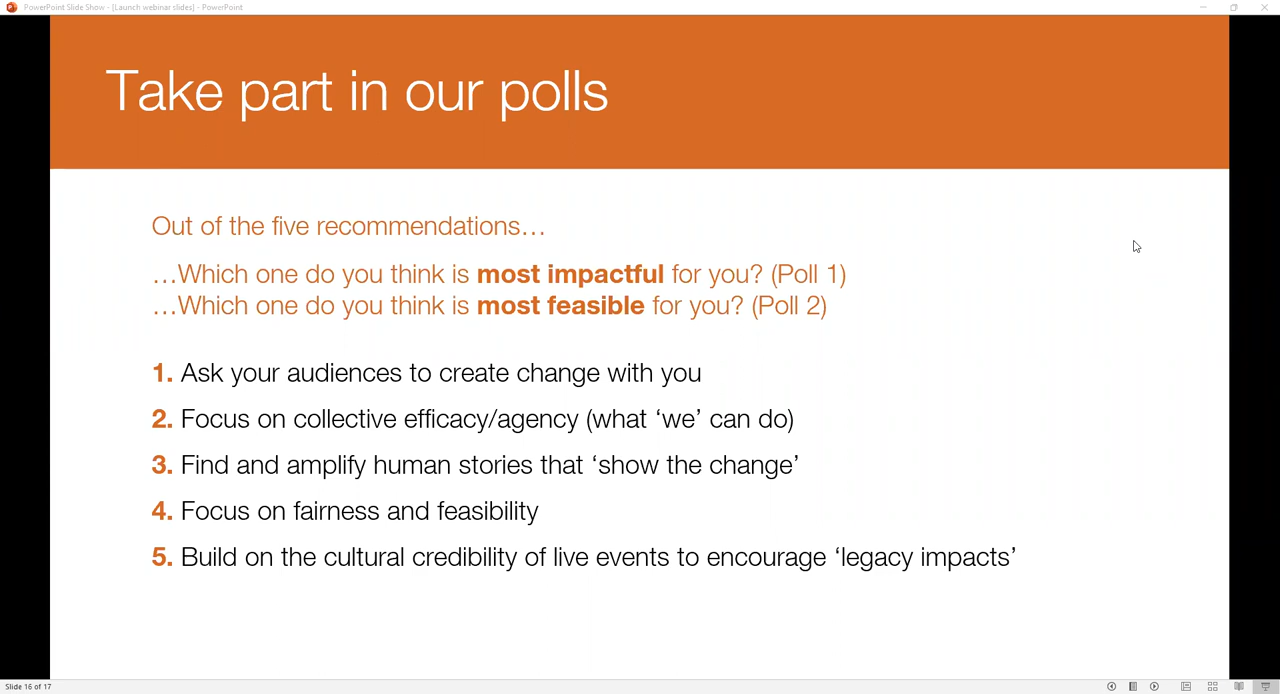 PowerPoint Slide Show - [Launch webinar slides] - PowerPoint
Take part in our polls
Out of the five recommendations…
…Which one do you think is most impactful for you? (Poll 1)
…Which one do you think is most feasible for you? (Poll 2)
1. Ask your audiences to create change with you
2. Focus on collective efficacy/agency (what ‘we’ can do)
3. Find and amplify human stories that ‘show the change’
4. Focus on fairness and feasibility
5. Build on the cultural credibility of live events to encourage ‘legacy impacts’
Slide 16 of 17